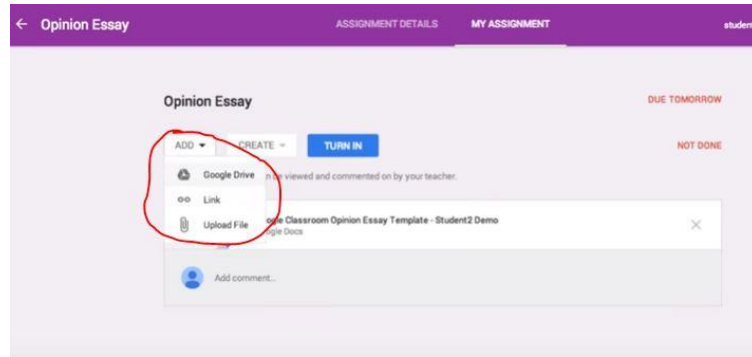 ← Opinion Essay ASSIGNMENT DETAILS MY ASSIGNMENT studen
Opinion Essay DUE TOMORROW
ADD CREATE TURN IN NOT DONE
Google Drive n be viewed and commented on by your teacher.
Link
Upload File ogle Classroom Opinion Essay Template - Student2 Demo
ogle Docs
Add comment...